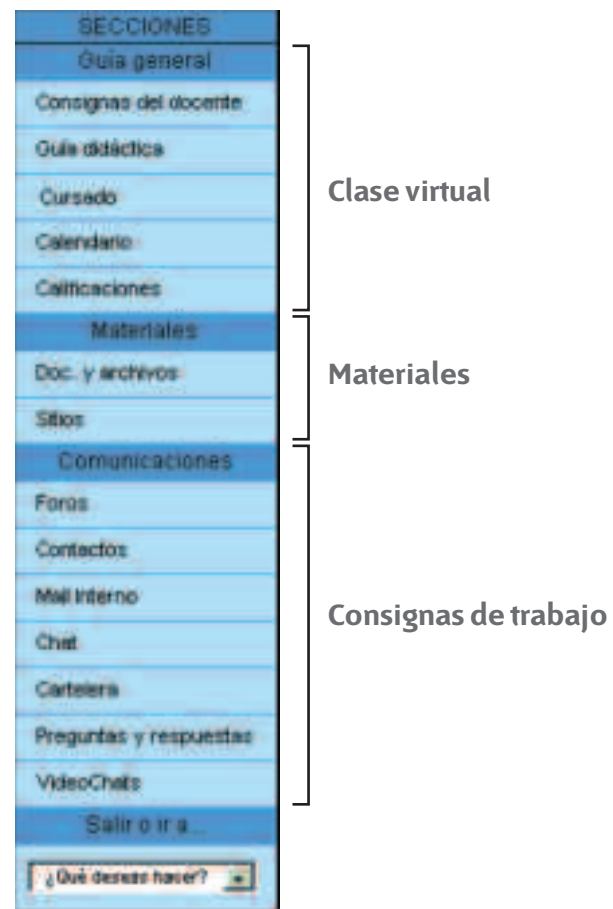 SECCIONES
Guía general
Consignas del docente
Guía didáctica
Cursado
Calendario
Calificaciones
Clase virtual
Materiales
Doc. y archivos
Sitios
Materiales
Comunicaciones
Foros
Contactos
Mail Interno
Chat
Cartelera
Preguntas y respuestas
VideoChats
Consignas de trabajo
Salir o ir a...
¿Qué deseas hacer?